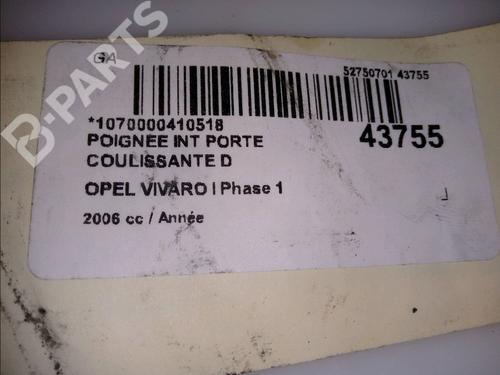 B-PARTS
GA
52750701 43755
*1070000410518
43755
POIGNEE INT PORTE
COULISSANTE D
OPEL VIVARO I Phase 1
2006 cc / Année